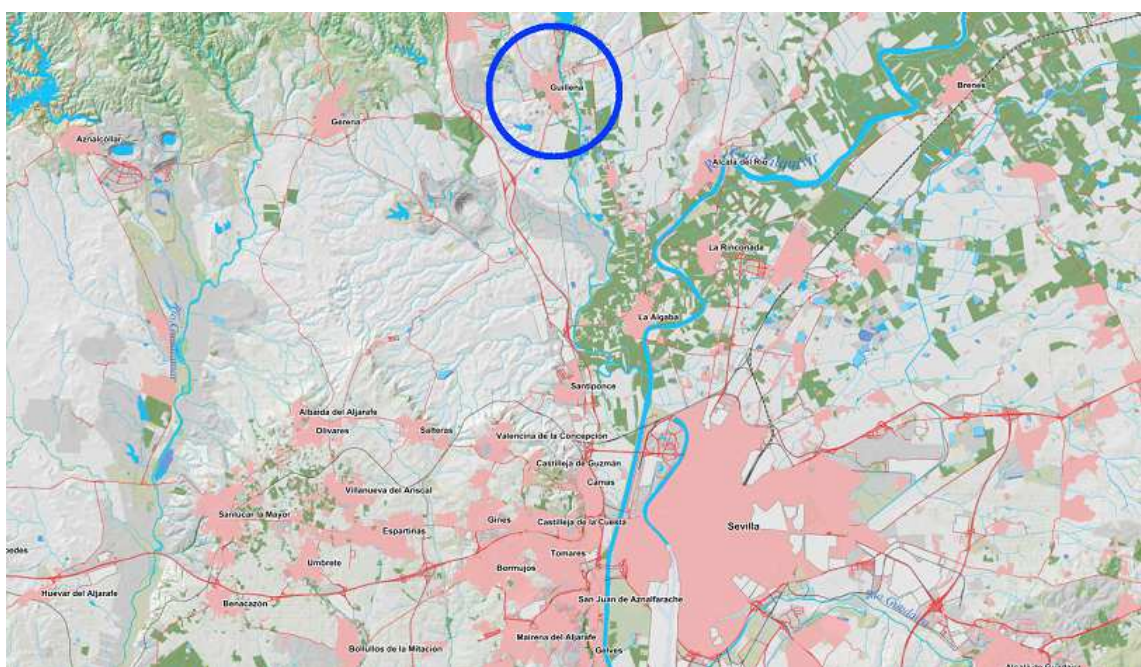 Guillena
Brenes
Gerena
Aznalcóllar
Alcalá del Río
La Rinconada
La Algaba
Santiponce
Albaida del Aljarafe
Olivares
Salteras
Valencina de la Concepción
Castilleja de Guzmán
Camas
Villanueva del Ariscal
Sanlúcar la Mayor
Gines
Castilleja de la Cuesta
Sevilla
Espartinas
Tomares
Umbrete
Bormujos
Huévar del Aljarafe
Benacazón
San Juan de Aznalfarache
Mairena del Aljarafe
Bollullos de la Mitación
Gelves